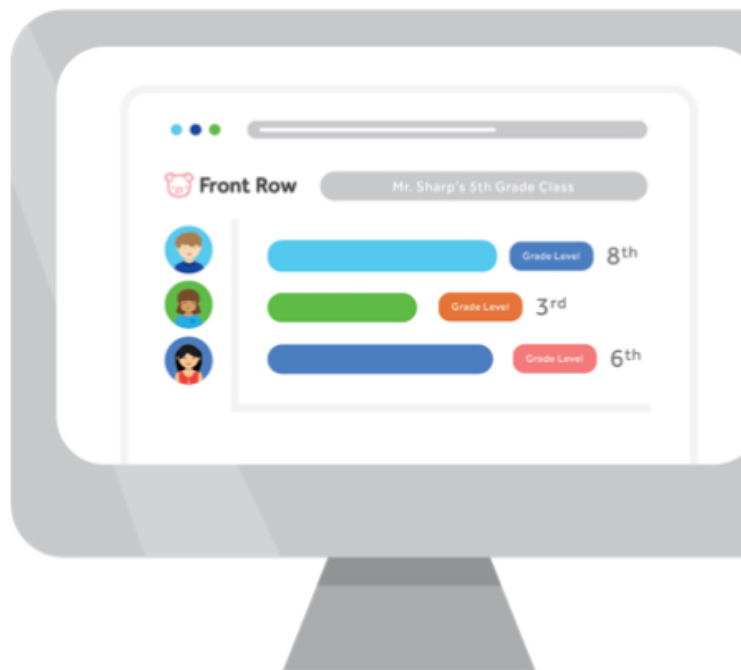 Front Row
Mr. Sharp's 5th Grade Class
Grade Level 8th
Grade Level 3rd
Grade Level 6th